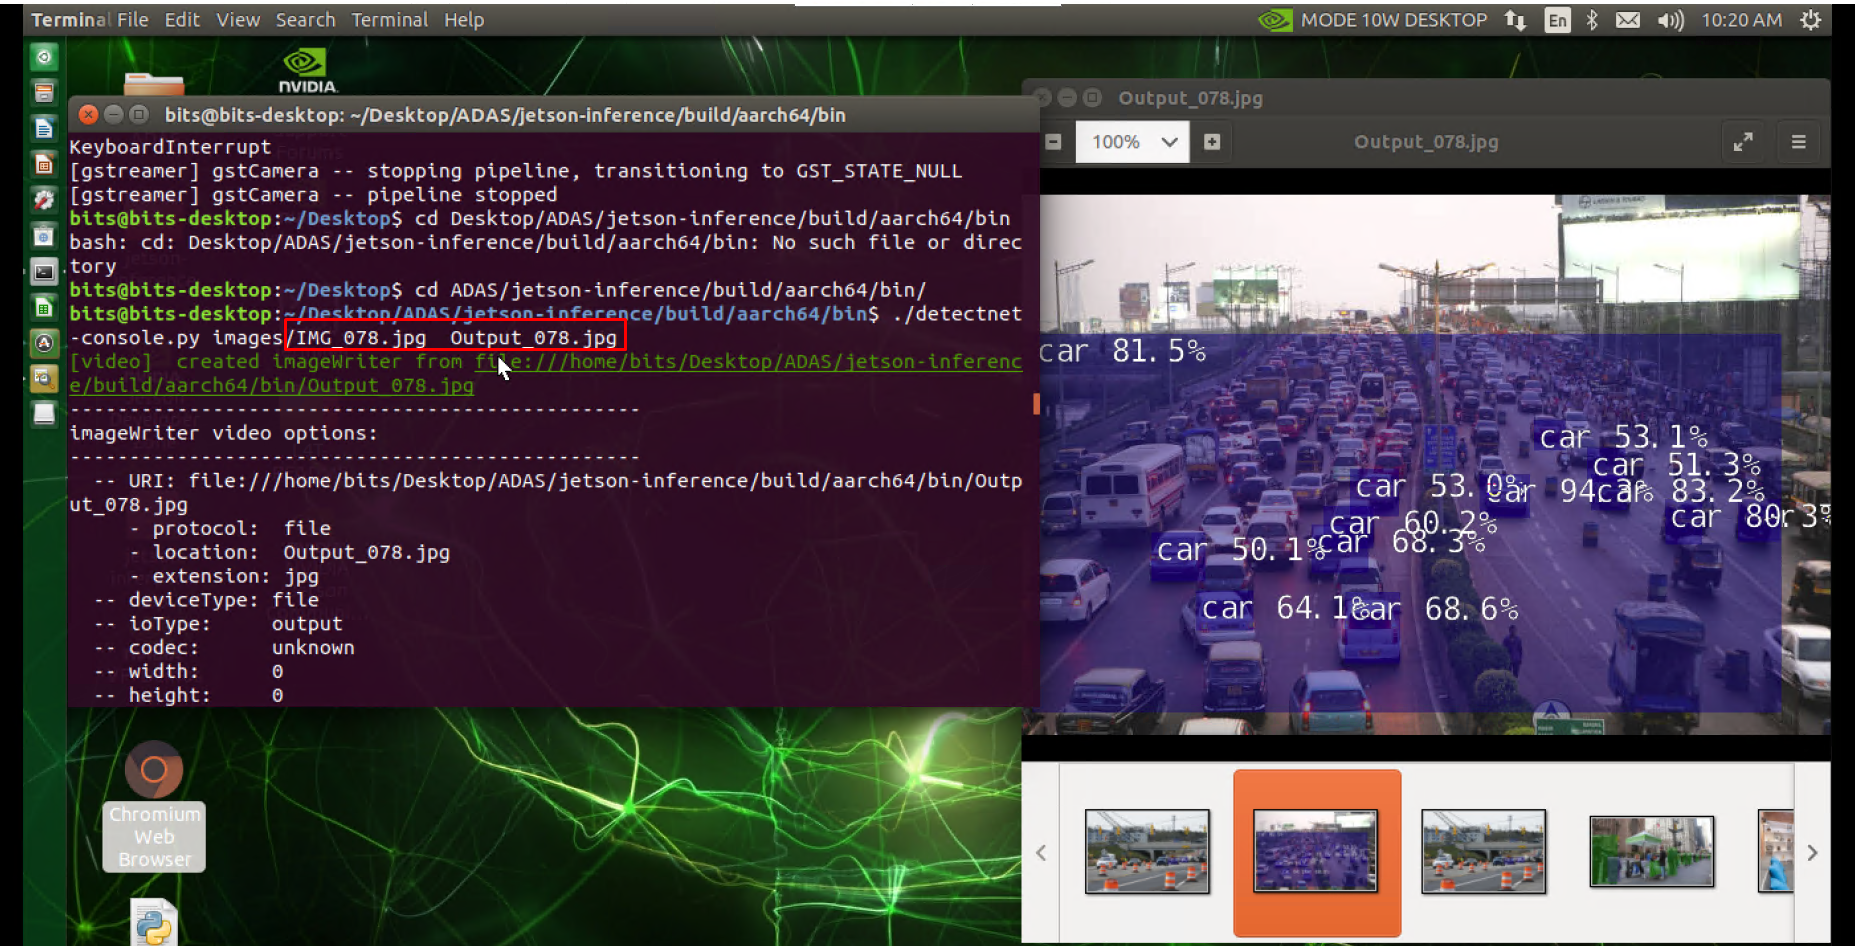 Terminal File Edit View Search Terminal Help
MODE 10W DESKTOP En 10:20 AM
NVIDIA.
bits@bits-desktop: ~/Desktop/ADAS/jetson-inference/build/aarch64/bin
KeyboardInterrupt
[gstreamer] gstCamera -- stopping pipeline, transitioning to GST_STATE_NULL
[gstreamer] gstCamera -- pipeline stopped
bits@bits-desktop:~/Desktop$ cd Desktop/ADAS/jetson-inference/build/aarch64/bin
bash: cd: Desktop/ADAS/jetson-inference/build/aarch64/bin: No such file or direc
tory
bits@bits-desktop:~/Desktop$ cd ADAS/jetson-inference/build/aarch64/bin/
bits@bits-desktop:~/Desktop/ADAS/jetson-inference/build/aarch64/bin$ ./detectnet
-console.py images/IMG_078.jpg  Output_078.jpg
[video]  created imageWriter from file:///home/bits/Desktop/ADAS/jetson-inferenc
e/build/aarch64/bin/Output_078.jpg
------------------------------------------------
imageWriter video options:
------------------------------------------------
-- URI: file:///home/bits/Desktop/ADAS/jetson-inference/build/aarch64/bin/Outp
ut_078.jpg
- protocol:  file
- location:  Output_078.jpg
- extension: jpg
-- deviceType: file
-- ioType:     output
-- codec:      unknown
-- width:      0
-- height:     0
Chromium
Web
Browser
Output_078.jpg
100% Output_078.jpg
car 81.5%
car 53.1%
car 51.3%
car 53.0% car 94. car 83.2%
car 60.2% car 80. 3%
car 50.1% car 68.3%
car 64.1% car 68.6%